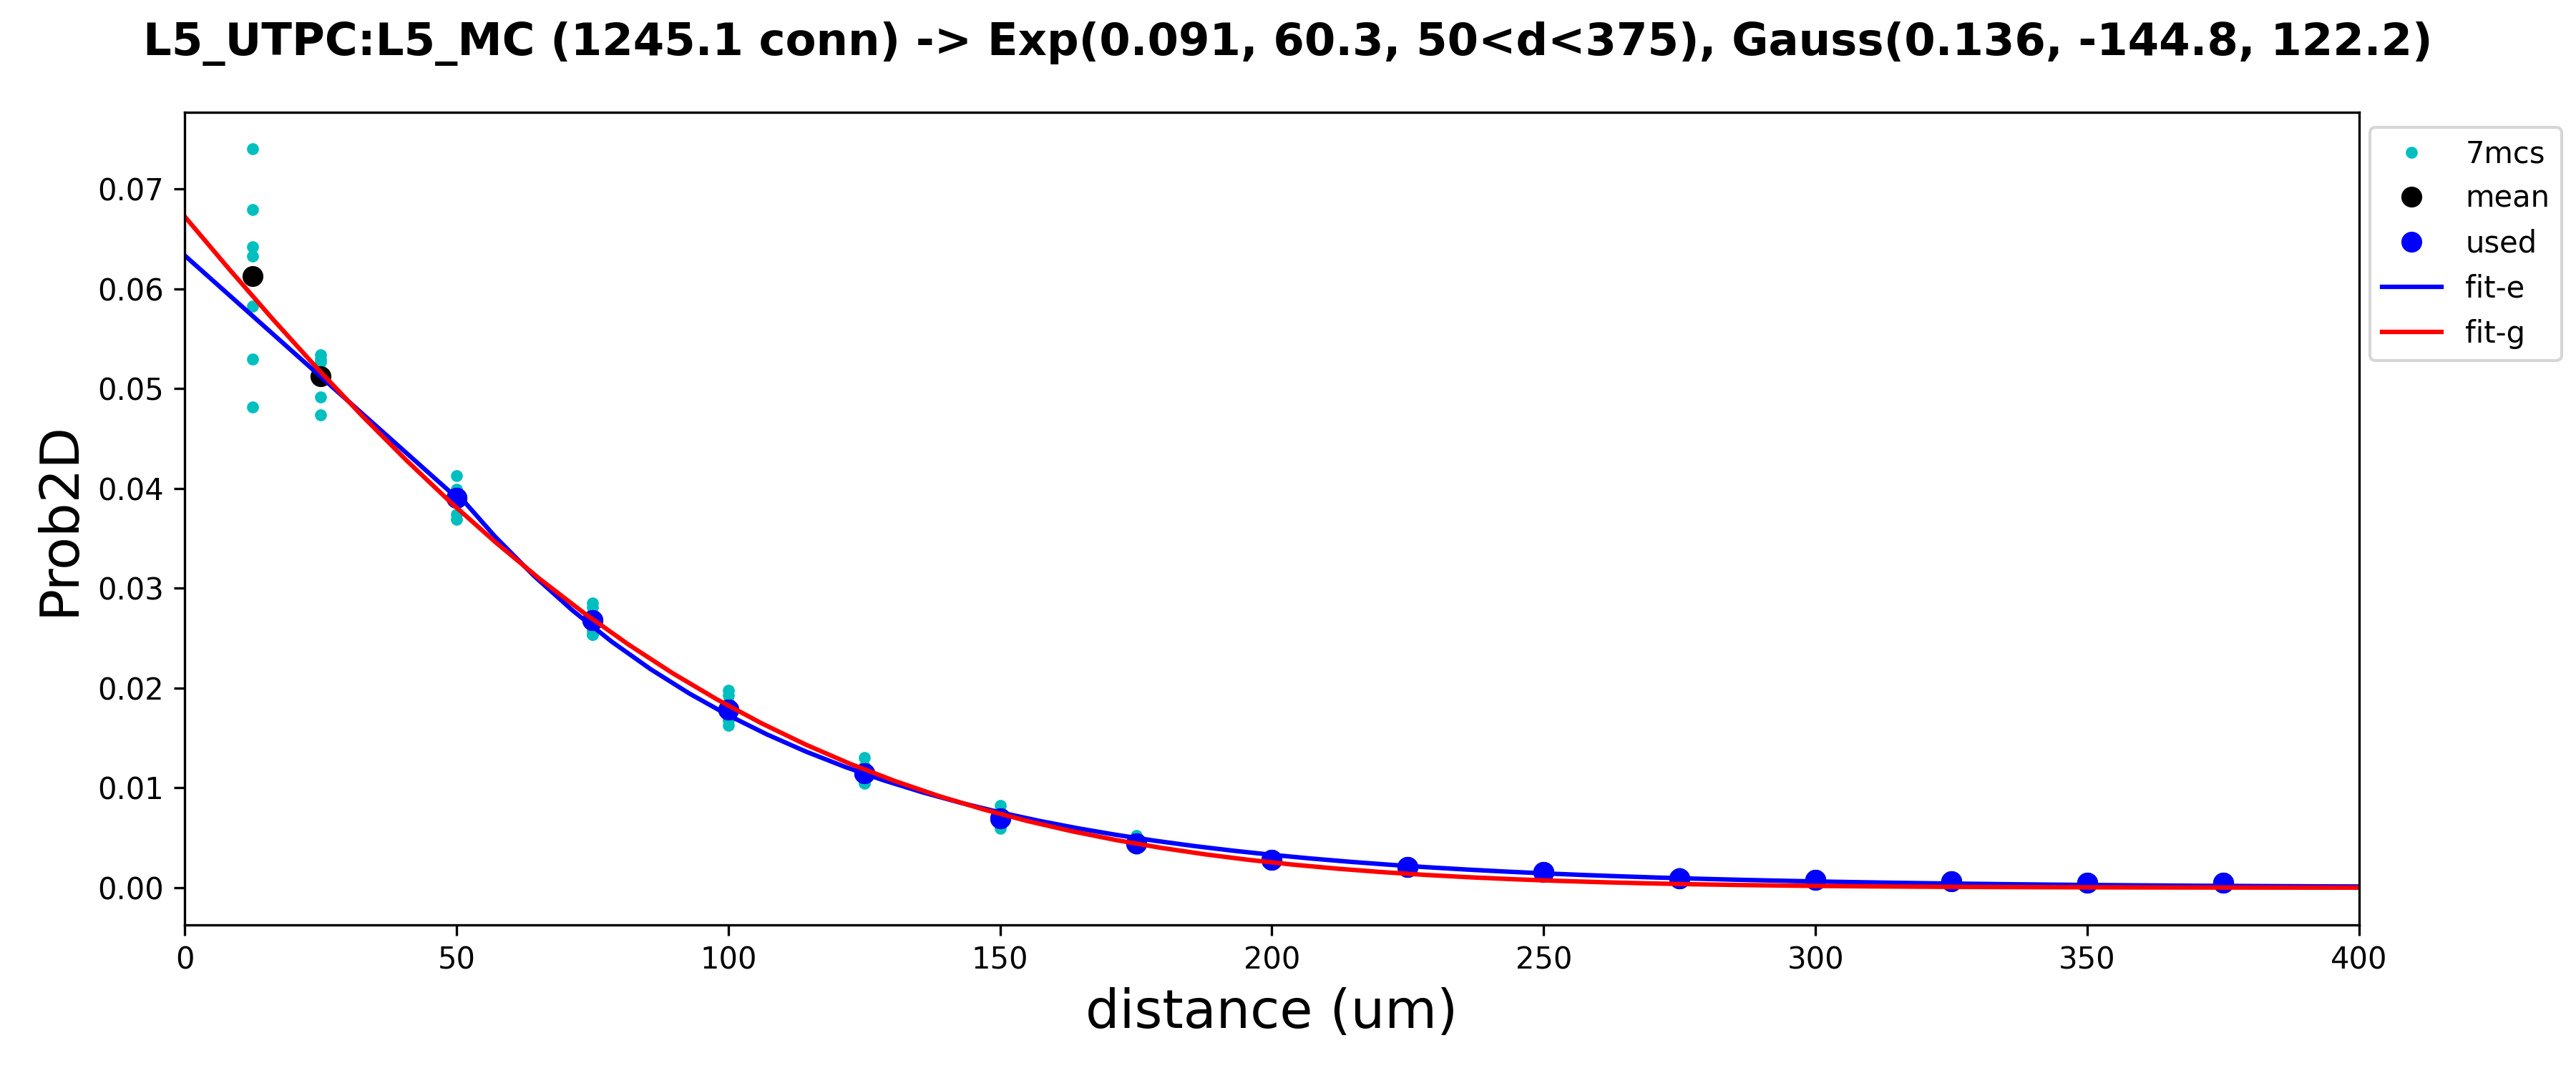 L5_UTPC:L5_MC (1245.1 conn) -> Exp(0.091, 60.3, 50<d<375), Gauss(0.136, -144.8, 122.2)
7mcs
mean
used
fit-e
fit-g
Prob2D
0.07
0.06
0.05
0.04
0.03
0.02
0.01
0.00
0 50 100 150 200 250 300 350 400
distance (um)